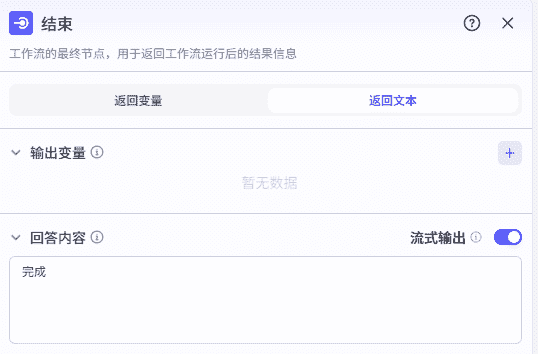 结束
工作流的最终节点，用于返回工作流运行后的结果信息
返回变量 返回文本
输出变量
暂无数据
回答内容 流式输出
完成